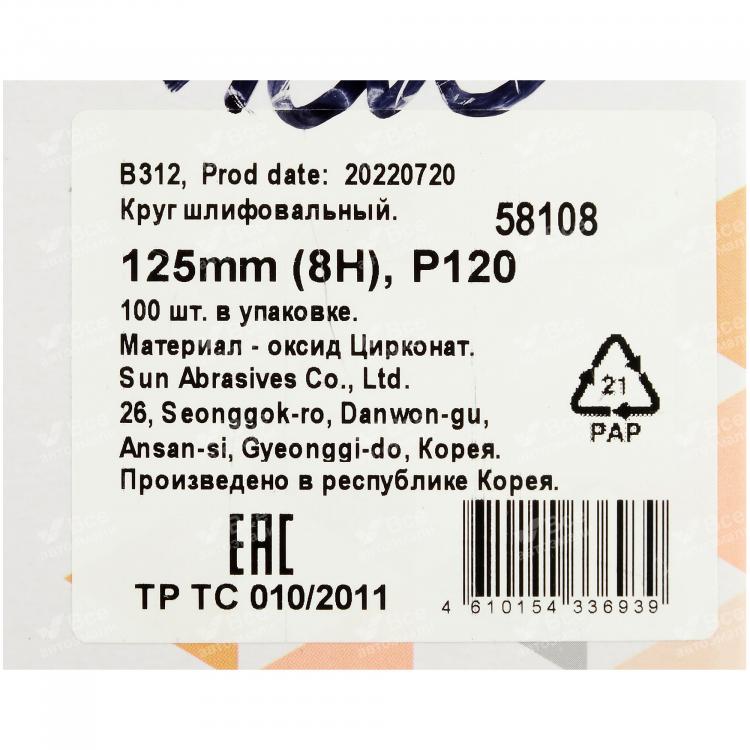 B312, Prod date: 20220720
Круг шлифовальный.
58108
125mm (8H), P120
100 шт. в упаковке.
Материал - оксид Цирконат.
Sun Abrasives Co., Ltd.
26, Seonggok-ro, Danwon-gu,
Ansan-si, Gyeonggi-do, Корея.
Произведено в республике Корея.
21
PAP
EAC
ТР ТС 010/2011
4 610154 336939